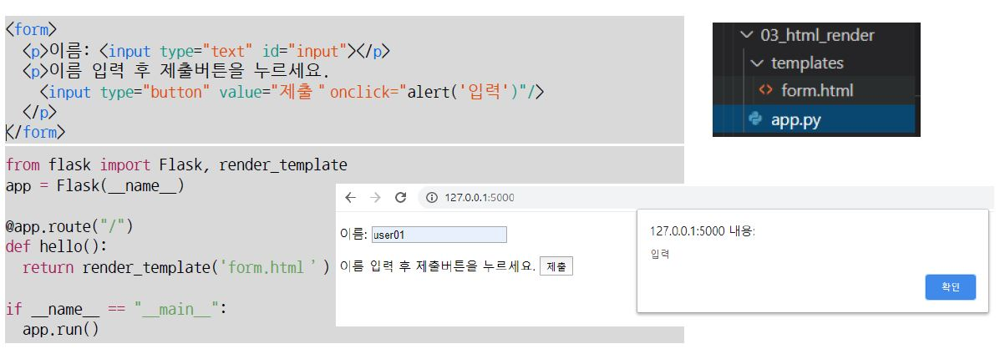 <form>
<p>이름: <input type="text" id="input"></p>
<p>이름 입력 후 제출버튼을 누르세요.
<input type="button" value="제출 " onclick="alert('입력')"/>
</p>
</form>
from flask import Flask, render_template
app = Flask(__name__)
@app.route("/")
def hello():
return render_template('form.html ’ )
if __name__ == "__main__":
app.run()
03_html_render
templates
<> form.html
app.py
127.0.0.1:5000
이름: user01
이름 입력 후 제출버튼을 누르세요. 제출
127.0.0.1:5000 내용:
입력
확인